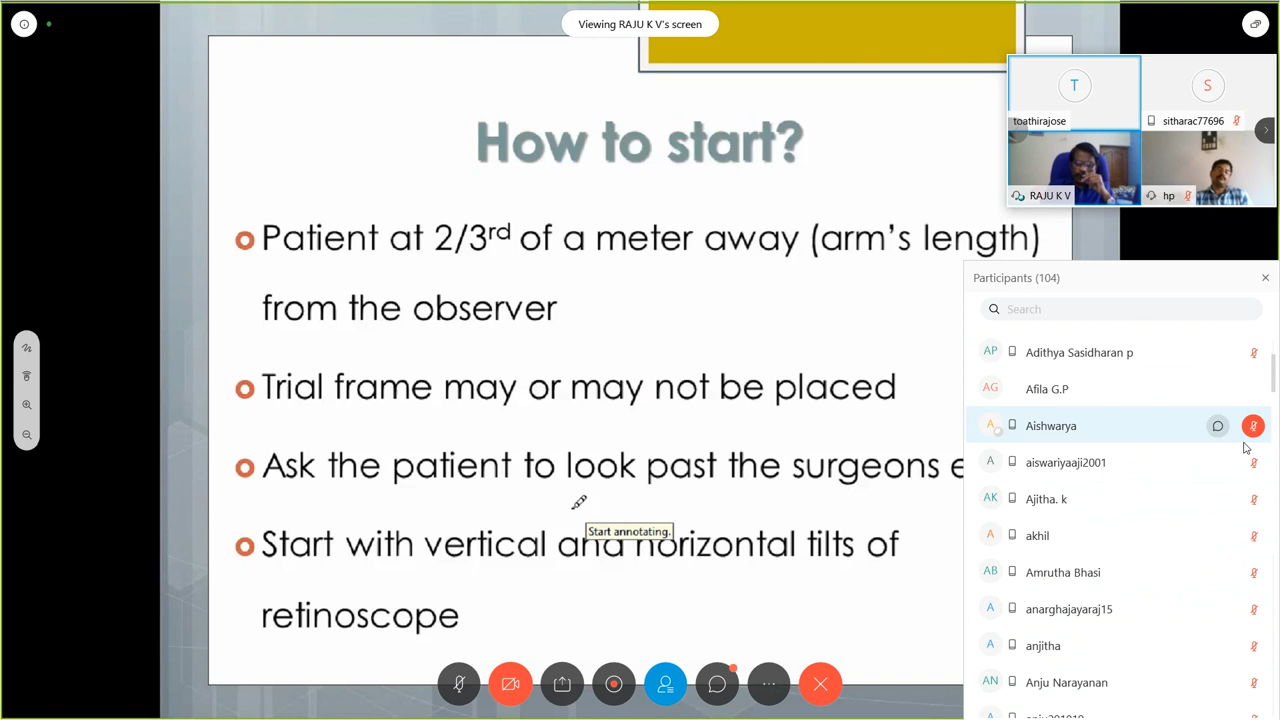 Viewing RAJU K V's screen
How to start?
Patient at 2/3rd of a meter away (arm's length)
from the observer
Trial frame may or may not be placed
Ask the patient to look past the surgeons e
Start annotating.
Start with vertical and horizontal tilts of
retinoscope
T
toathirajose
S
sitharac77696
RAJU K V
hp
Participants (104)
Search
AP Adithya Sasidharan p
AG Afila G.P
A Aishwarya
A aiswariyaaji2001
AK Ajitha. k
A akhil
AB Amrutha Bhasi
A anarghajayaraj15
A anjitha
AN Anju Narayanan